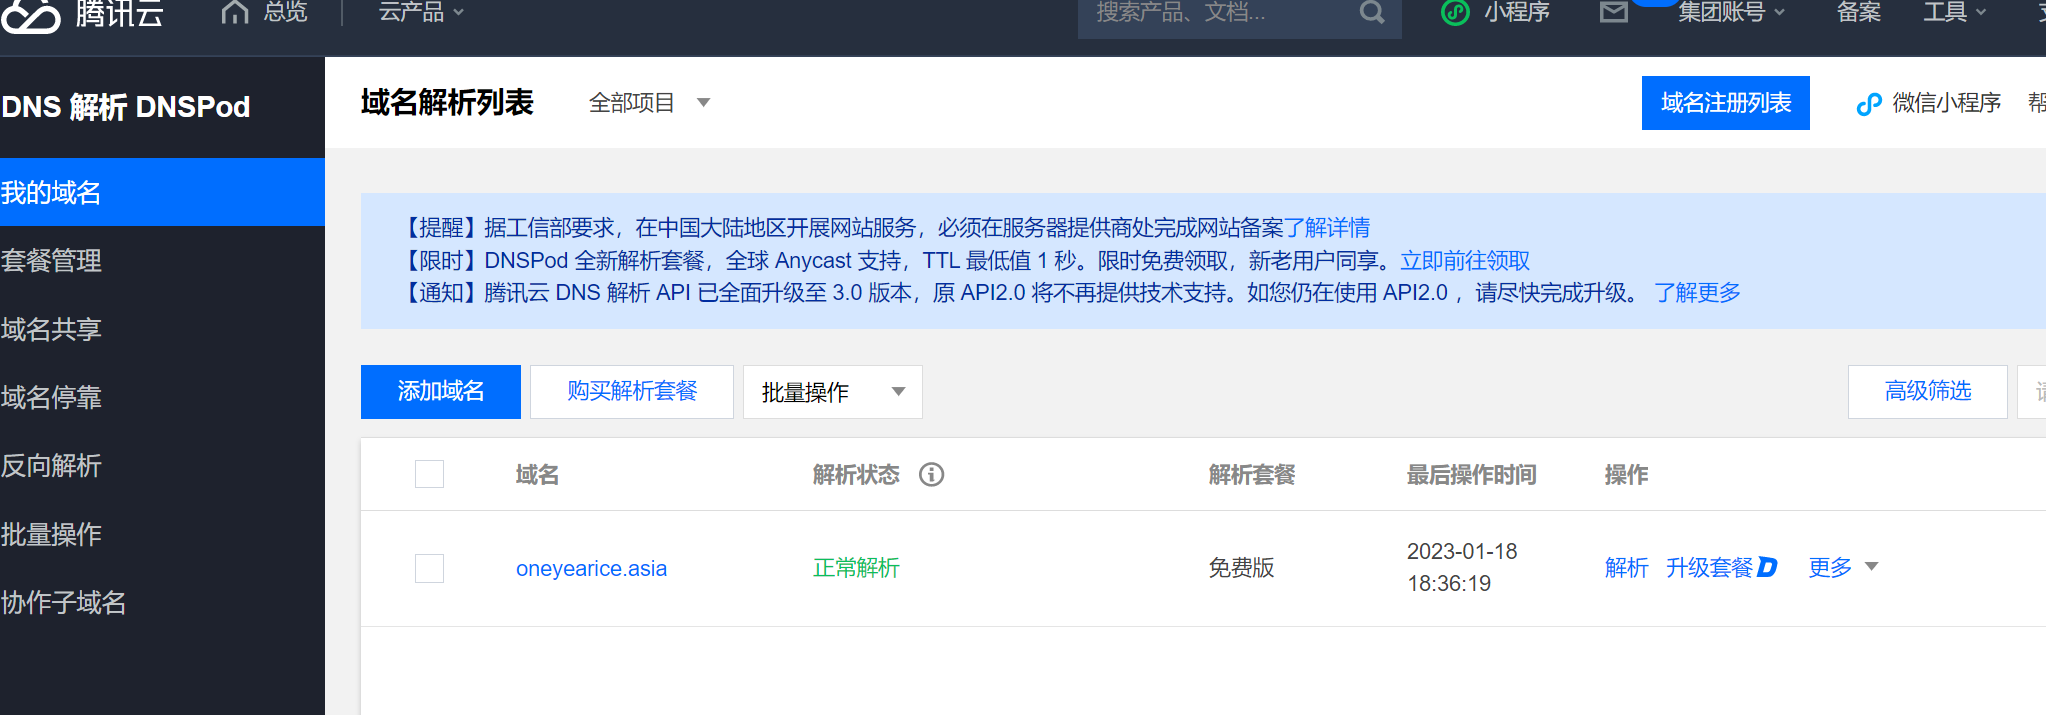 腾讯云 总览 云产品 搜索产品、文档... 小程序 集团账号 备案 工具
DNS 解析 DNSPod
我的域名
套餐管理
域名共享
域名停靠
反向解析
批量操作
协作子域名
域名解析列表 全部项目 域名注册列表 微信小程序
【提醒】据工信部要求，在中国大陆地区开展网站服务，必须在服务器提供商处完成网站备案了解详情
【限时】DNSPod 全新解析套餐，全球 Anycast 支持，TTL 最低值 1 秒。限时免费领取，新老用户同享。立即前往领取
【通知】腾讯云 DNS 解析 API 已全面升级至 3.0 版本，原 API2.0 将不再提供技术支持。如您仍在使用 API2.0 ，请尽快完成升级。 了解更多
添加域名 购买解析套餐 批量操作 高级筛选
域名 解析状态 解析套餐 最后操作时间 操作
oneyearice.asia 正常解析 免费版 2023-01-18 18:36:19 解析 升级套餐 更多